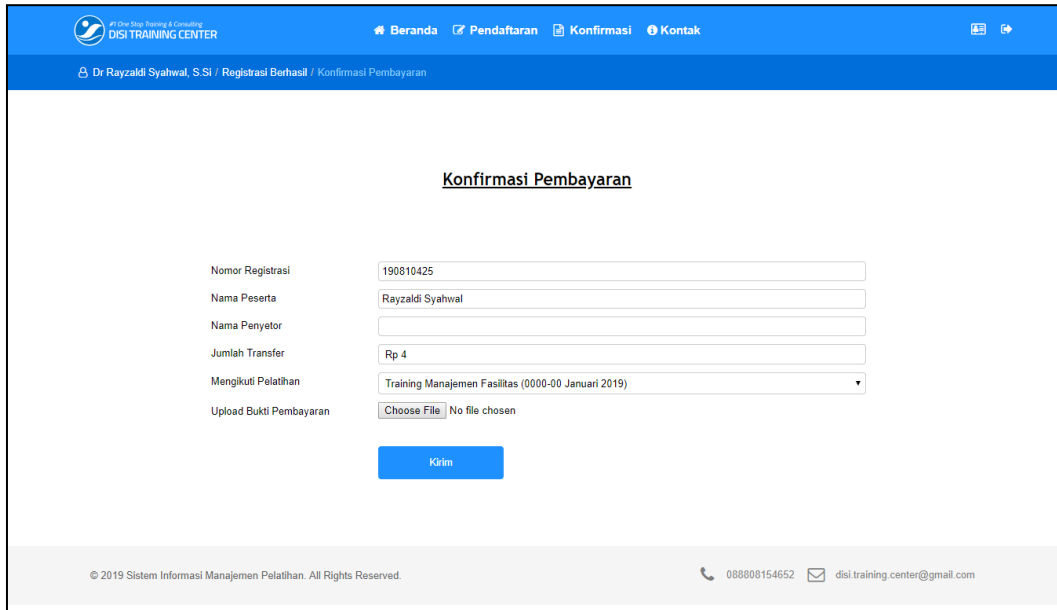 #1 One Stop Training & Consulting
DISI TRAINING CENTER
Beranda Pendaftaran Konfirmasi Kontak
Dr Rayzaldi Syahwal, S.Si / Registrasi Berhasil / Konfirmasi Pembayaran
Konfirmasi Pembayaran
Nomor Registrasi 190810425
Nama Peserta Rayzaldi Syahwal
Nama Penyetor
Jumlah Transfer Rp 4
Mengikuti Pelatihan Training Manajemen Fasilitas (0000-00 Januari 2019)
Upload Bukti Pembayaran Choose File No file chosen
Kirim
© 2019 Sistem Informasi Manajemen Pelatihan. All Rights Reserved. 088808154652 disi.training.center@gmail.com